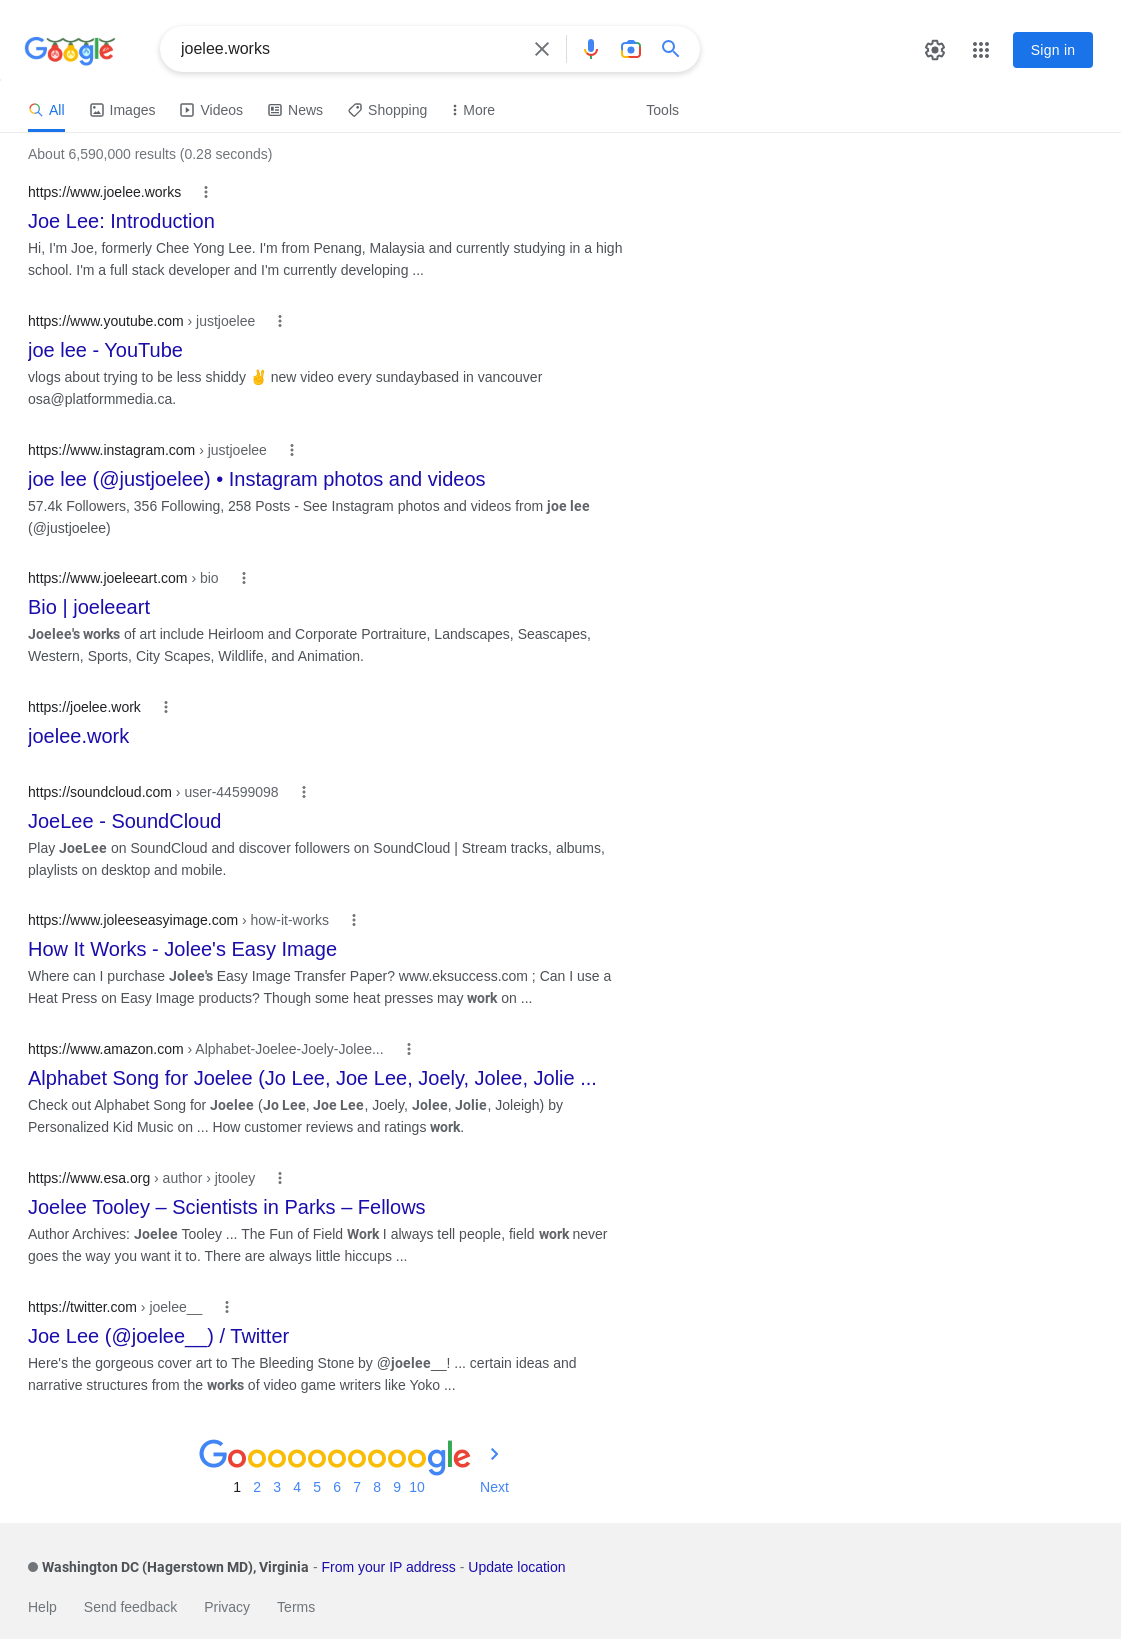 Google
joelee.works
Sign in
All
Images
Videos
News
Shopping
More
Tools
About 6,590,000 results (0.28 seconds)
https://www.joelee.works
Joe Lee: Introduction
Hi, I'm Joe, formerly Chee Yong Lee. I'm from Penang, Malaysia and currently studying in a high
school. I'm a full stack developer and I'm currently developing ...
https://www.youtube.com › justjoelee
joe lee - YouTube
vlogs about trying to be less shiddy ✌ new video every sundaybased in vancouver
osa@platformmedia.ca.
https://www.instagram.com › justjoelee
joe lee (@justjoelee) • Instagram photos and videos
57.4k Followers, 356 Following, 258 Posts - See Instagram photos and videos from joe lee
(@justjoelee)
https://www.joeleeart.com › bio
Bio | joeleeart
Joelee's works of art include Heirloom and Corporate Portraiture, Landscapes, Seascapes,
Western, Sports, City Scapes, Wildlife, and Animation.
https://joelee.work
joelee.work
https://soundcloud.com › user-44599098
JoeLee - SoundCloud
Play JoeLee on SoundCloud and discover followers on SoundCloud | Stream tracks, albums,
playlists on desktop and mobile.
https://www.joleeseasyimage.com › how-it-works
How It Works - Jolee's Easy Image
Where can I purchase Jolee's Easy Image Transfer Paper? www.eksuccess.com ; Can I use a
Heat Press on Easy Image products? Though some heat presses may work on ...
https://www.amazon.com › Alphabet-Joelee-Joely-Jolee...
Alphabet Song for Joelee (Jo Lee, Joe Lee, Joely, Jolee, Jolie ...
Check out Alphabet Song for Joelee (Jo Lee, Joe Lee, Joely, Jolee, Jolie, Joleigh) by
Personalized Kid Music on ... How customer reviews and ratings work.
https://www.esa.org › author › jtooley
Joelee Tooley – Scientists in Parks – Fellows
Author Archives: Joelee Tooley ... The Fun of Field Work I always tell people, field work never
goes the way you want it to. There are always little hiccups ...
https://twitter.com › joelee__
Joe Lee (@joelee__) / Twitter
Here's the gorgeous cover art to The Bleeding Stone by @joelee__! ... certain ideas and
narrative structures from the works of video game writers like Yoko ...
Goooooooooogle
1 2 3 4 5 6 7 8 9 10 Next
Washington DC (Hagerstown MD), Virginia - From your IP address - Update location
Help Send feedback Privacy Terms